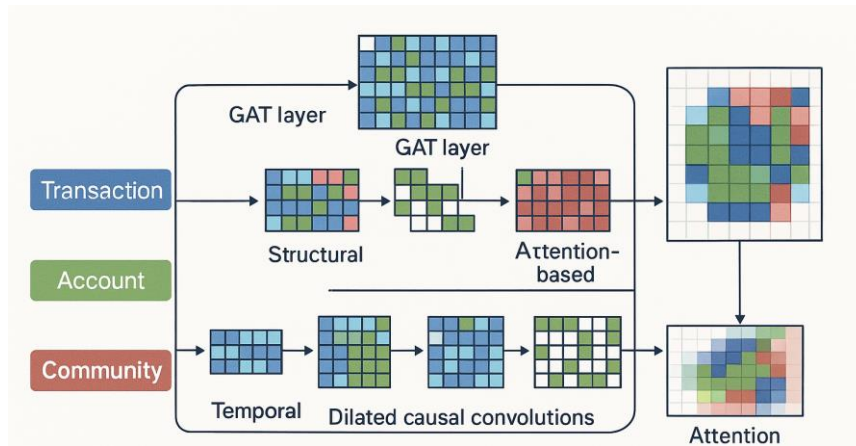 GAT layer
GAT layer
Transaction
Structural
Attention-
based
Account
Community
Temporal
Dilated causal convolutions
Attention